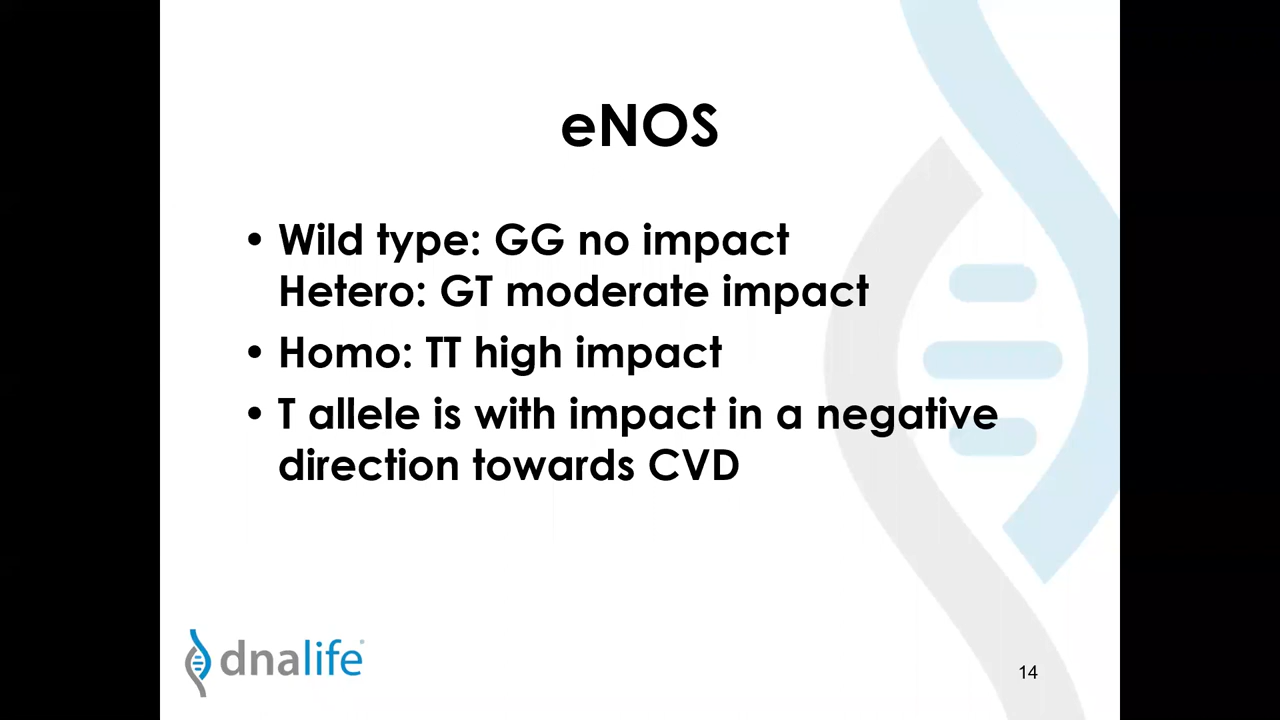 eNOS
• Wild type: GG no impact
Hetero: GT moderate impact
• Homo: TT high impact
• T allele is with impact in a negative
direction towards CVD
dnalife
14